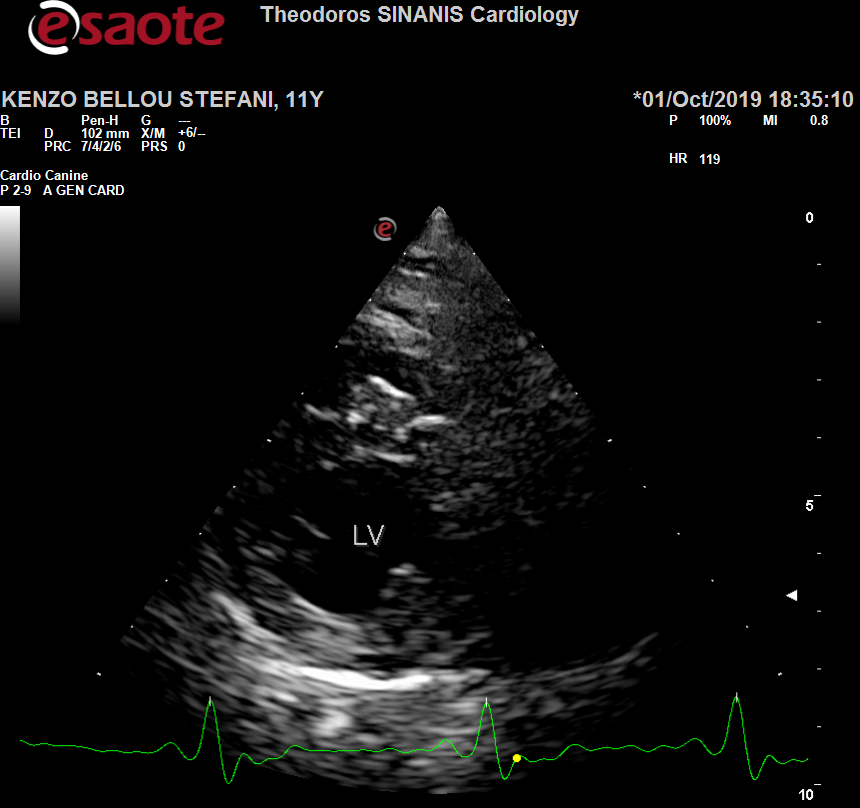 esaote
Theodoros SINANIS Cardiology
KENZO BELLOU STEFANI, 11Y
*01/Oct/2019 18:35:10
B Pen-H G ---
TEI D 102 mm X/M +6/--
PRC 7/4/2/6 PRS 0
P 100% MI 0.8
HR 119
Cardio Canine
P 2-9 A GEN CARD
e
0
5
LV
10